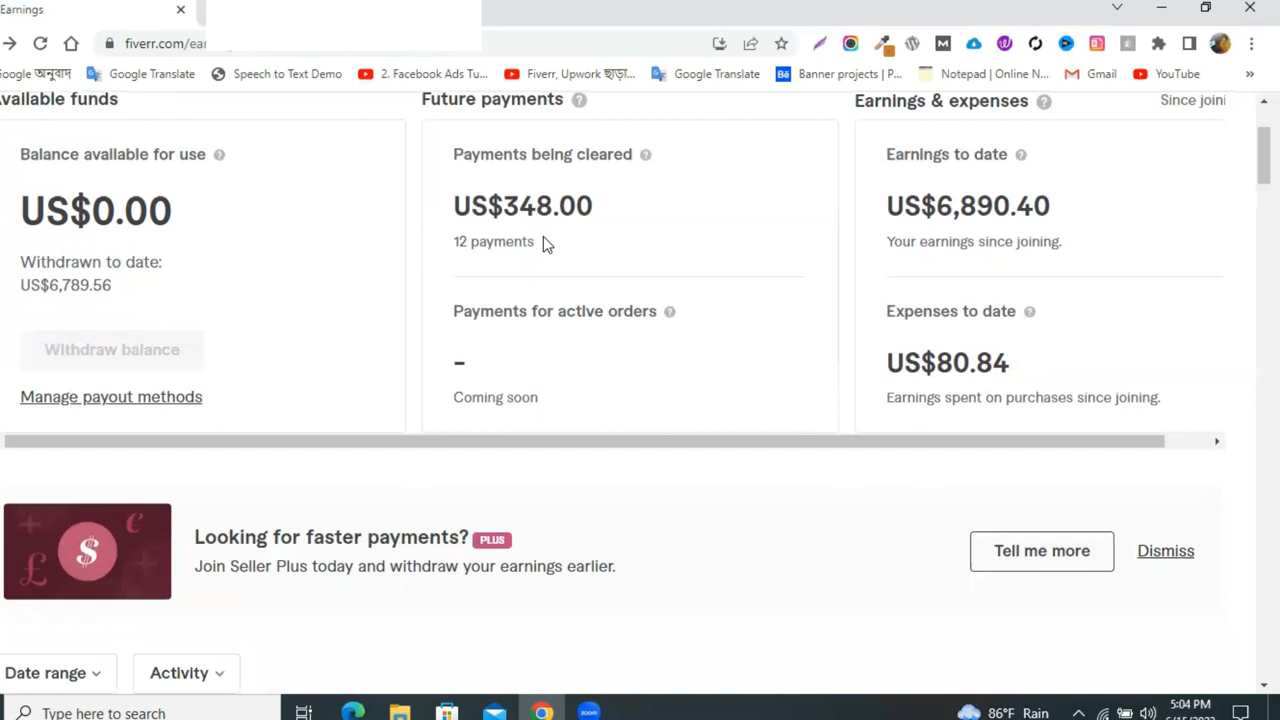 Earnings
fiverr.com/ear
Google অনুবাদ
Google Translate
Speech to Text Demo
2. Facebook Ads Tu...
Fiverr, Upwork ছাড়া...
Google Translate
Banner projects | P...
Notepad | Online N...
Gmail
YouTube
»
Available funds
Future payments
Earnings & expenses
Since joini
Balance available for use
US$0.00
Withdrawn to date:
US$6,789.56
Withdraw balance
Manage payout methods
Payments being cleared
US$348.00
12 payments
Payments for active orders
-
Coming soon
Earnings to date
US$6,890.40
Your earnings since joining.
Expenses to date
US$80.84
Earnings spent on purchases since joining.
Looking for faster payments? PLUS
Join Seller Plus today and withdraw your earnings earlier.
Tell me more
Dismiss
Date range
Activity
Type here to search
zoom
86°F Rain
5:04 PM